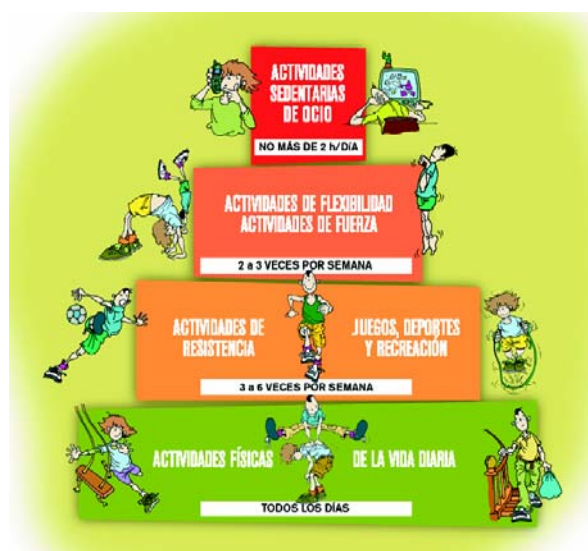 ACTIVIDADES
SEDENTARIAS
DE OCIO
NO MÁS DE 2 h/DÍA
ACTIVIDADES DE FLEXIBILIDAD
ACTIVIDADES DE FUERZA
2 a 3 VECES POR SEMANA
ACTIVIDADES DE
RESISTENCIA
JUEGOS, DEPORTES
Y RECREACIÓN
3 a 6 VECES POR SEMANA
ACTIVIDADES FÍSICAS
DE LA VIDA DIARIA
TODOS LOS DÍAS